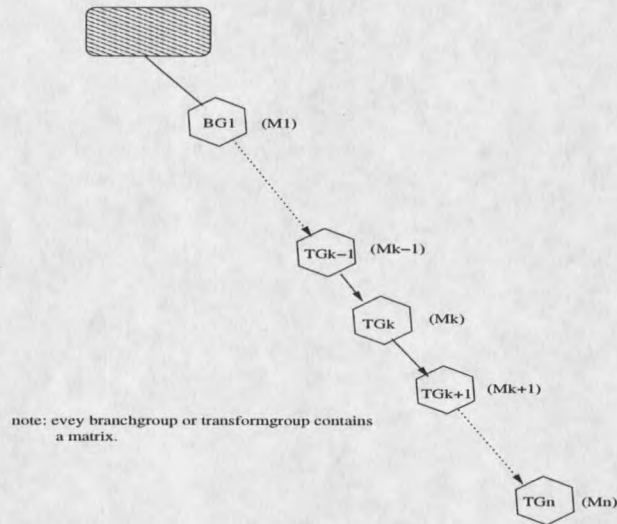 BG1 (M1)
TGk−1 (Mk−1)
TGk (Mk)
TGk+1 (Mk+1)
note: evey branchgroup or transformgroup contains
a matrix.
TGn (Mn)